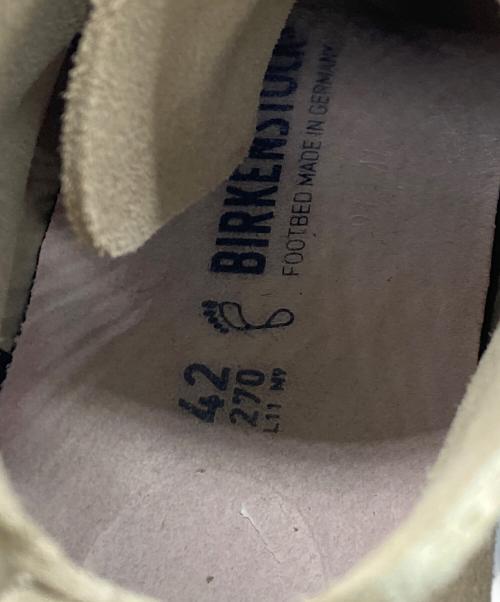 BIRKENSTOCK
FOOTBED MADE IN GERMANY
42
270
L11 M9